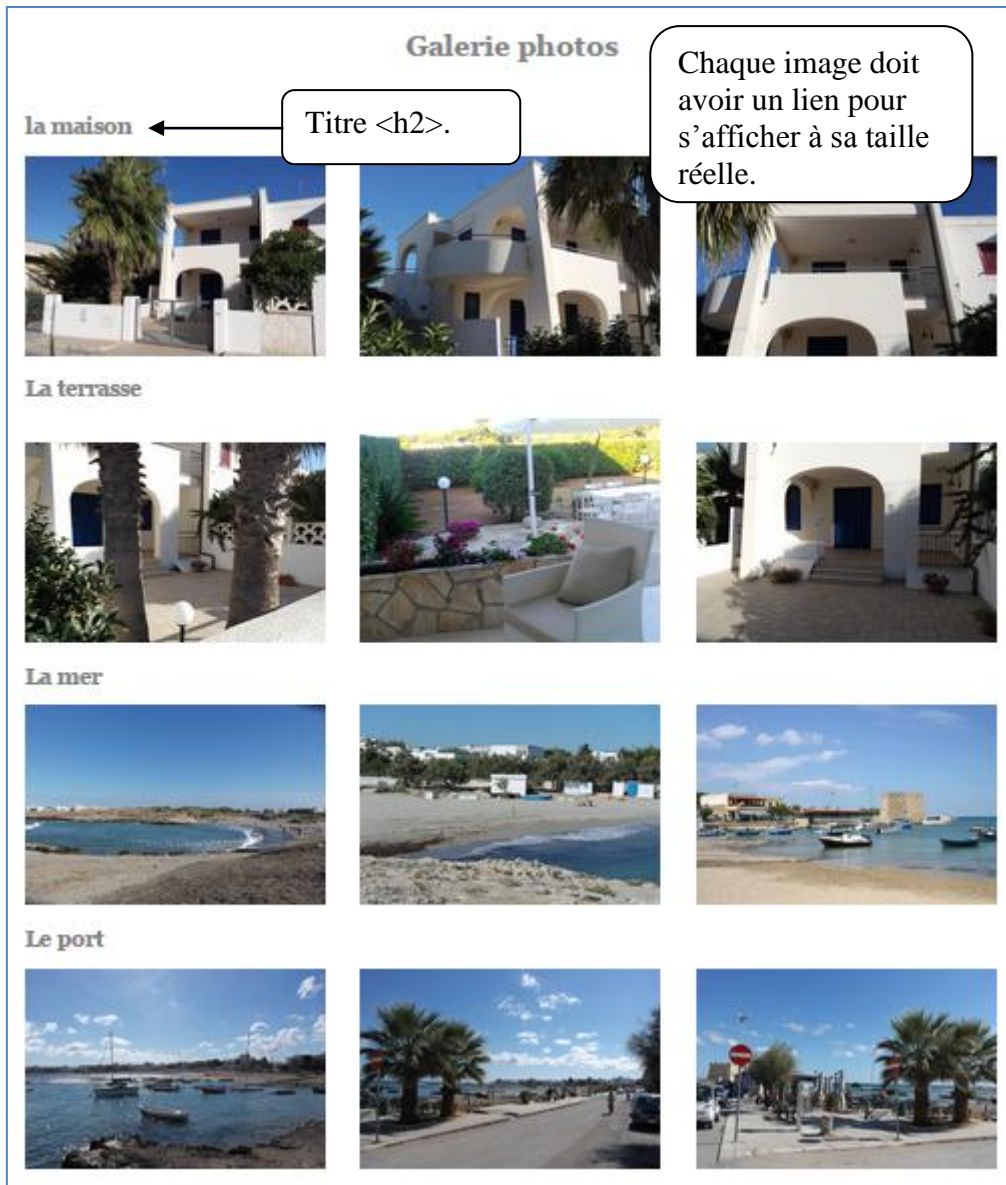 Galerie photos
Chaque image doit
avoir un lien pour
s’afficher à sa taille
réelle.
Titre <h2>.
la maison
La terrasse
La mer
Le port